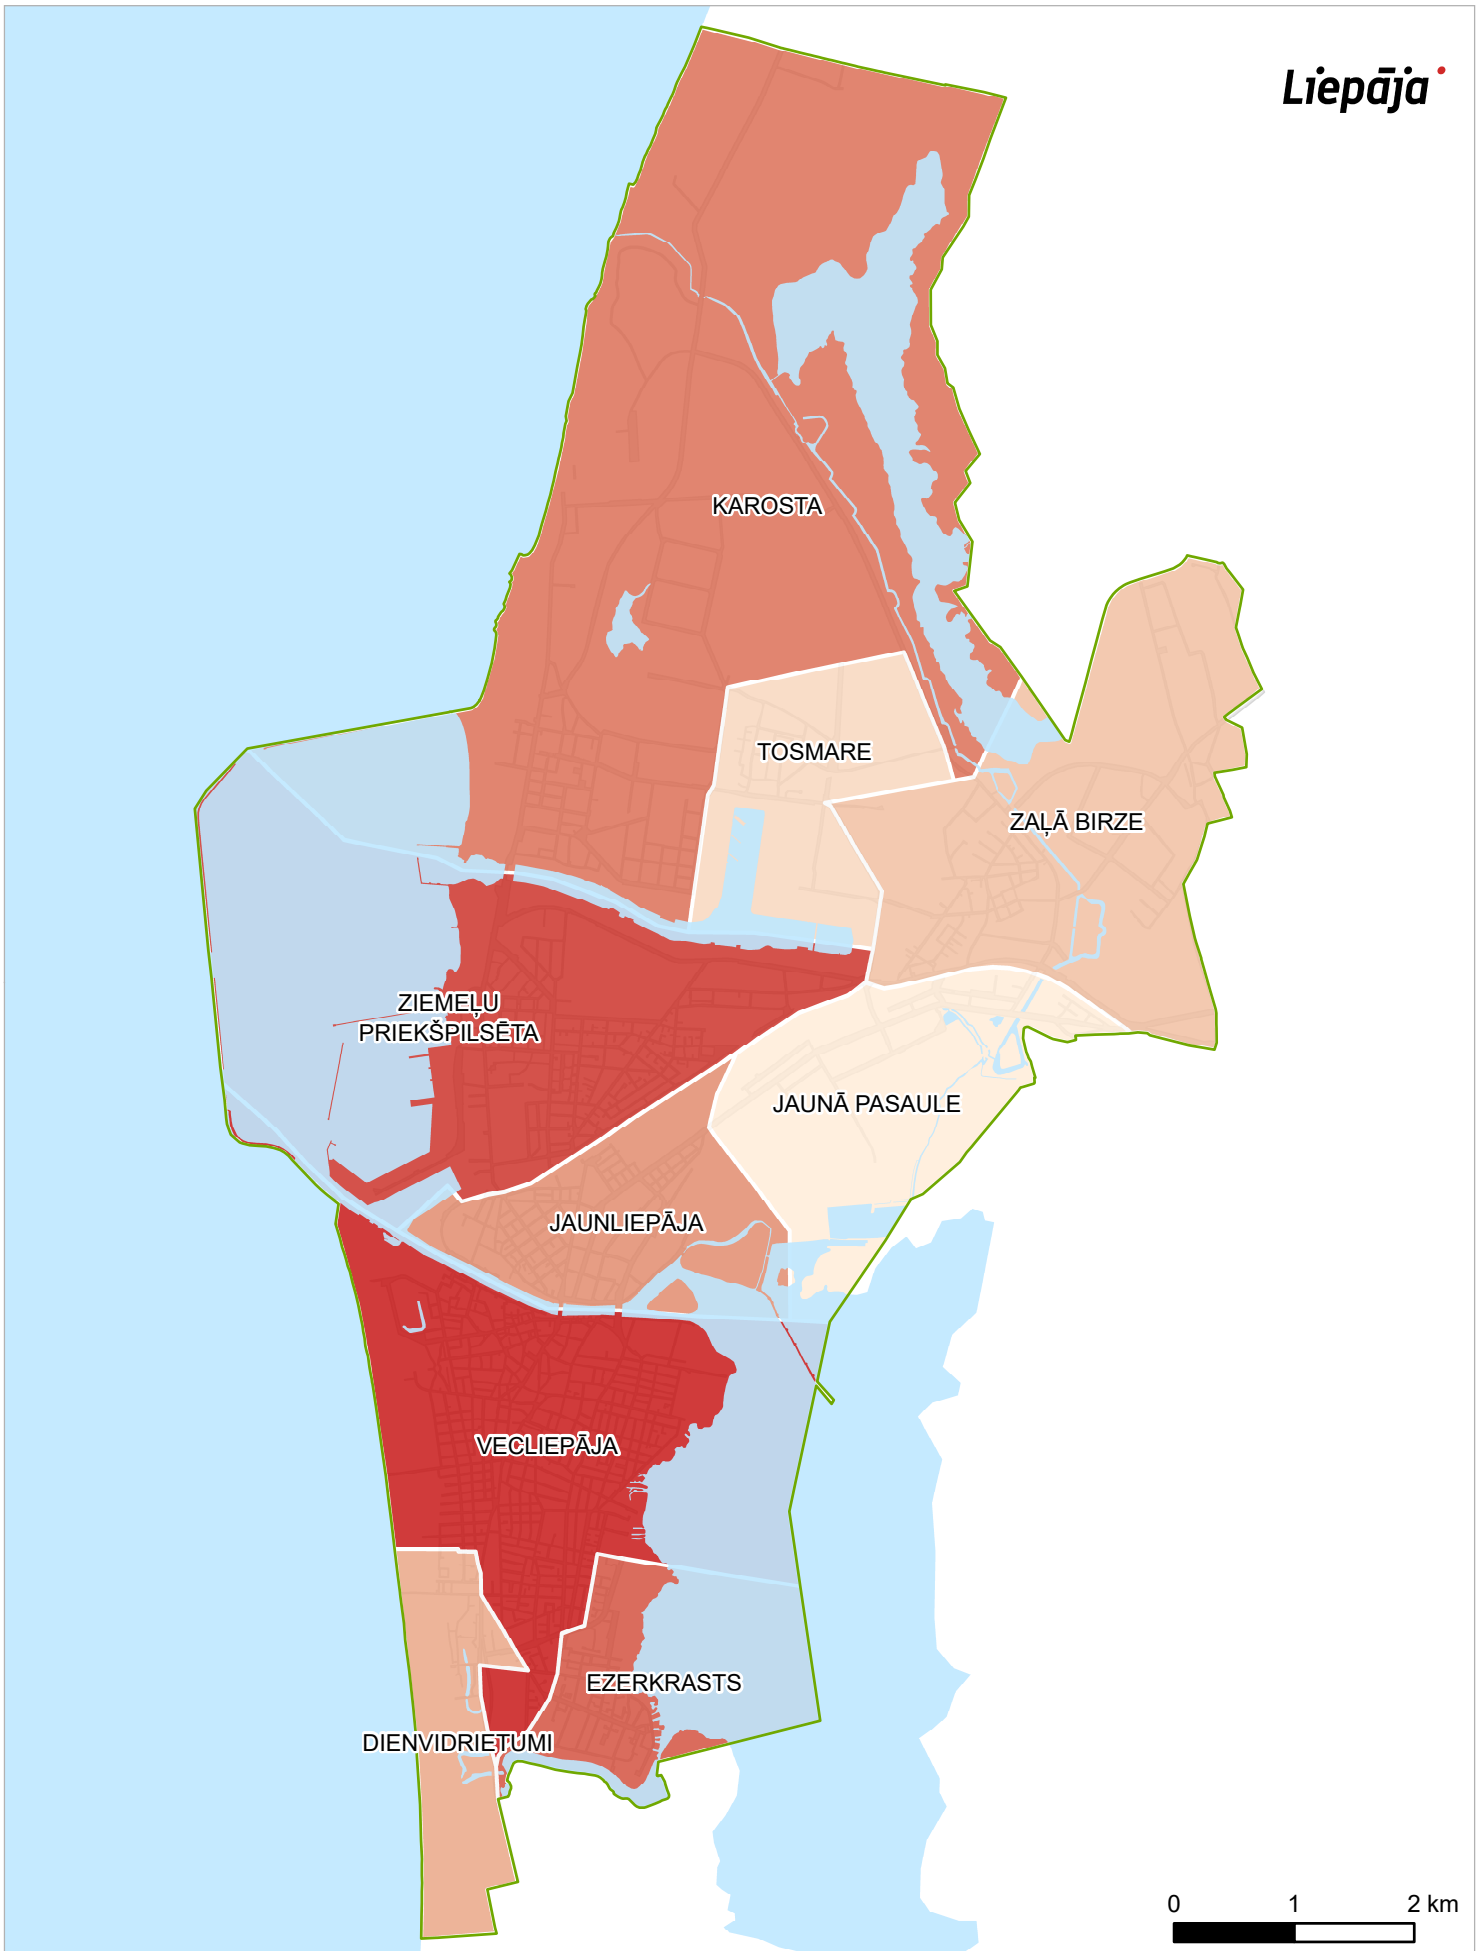 Liepāja
KAROSTA
TOSMARE
ZAĻĀ BIRZE
ZIEMEĻU
PRIEKŠPILSĒTA
JAUNĀ PASAULE
JAUNLIEPĀJA
VECLIEPĀJA
EZERKRASTS
DIENVIDRIETUMI
0 1 2 km